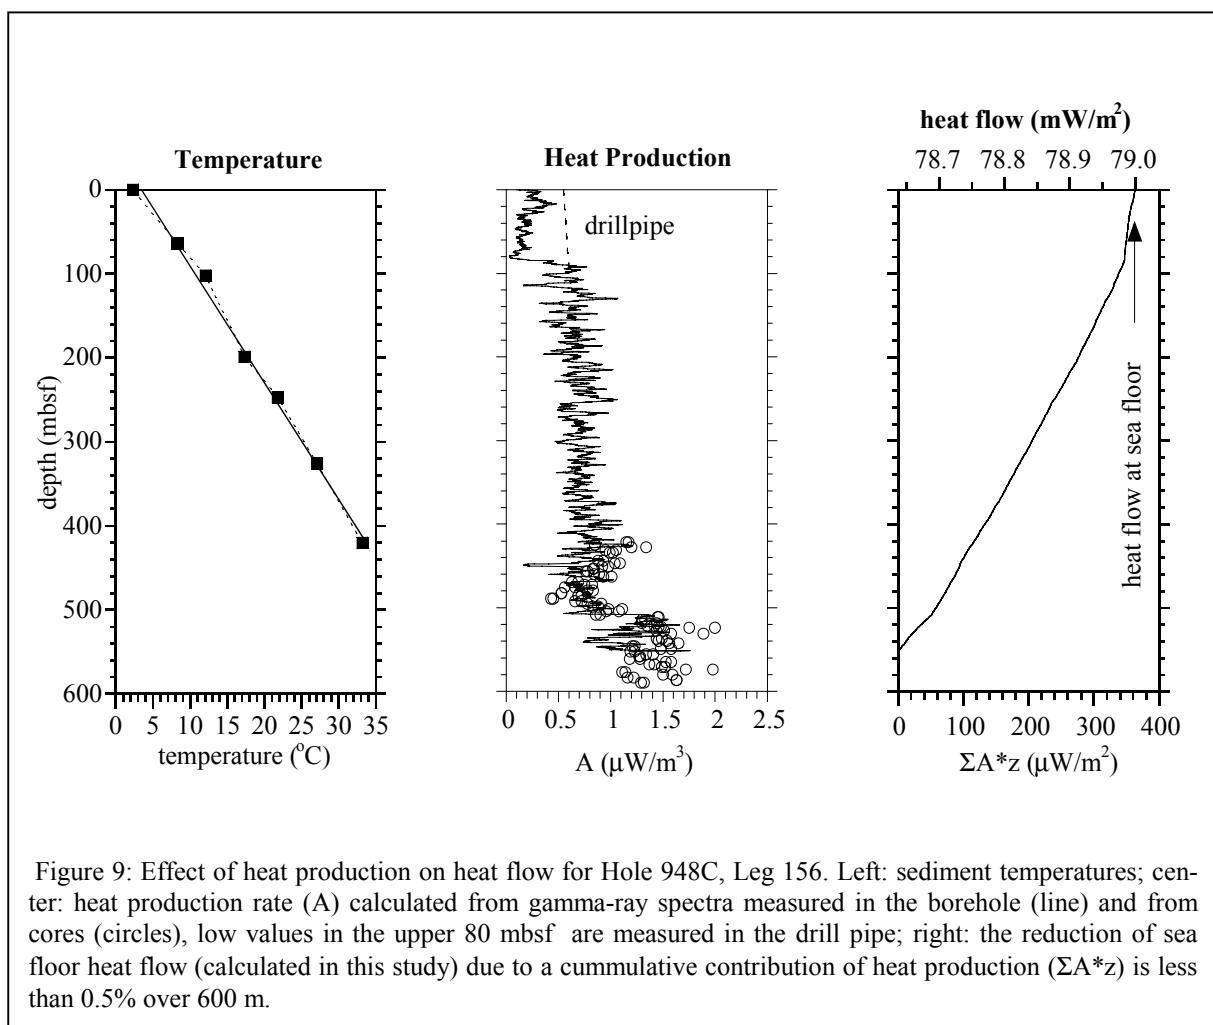 heat flow (mW/m²)
Temperature
Heat Production
78.7 78.8 78.9 79.0
0
100
200
300
400
500
600
depth (mbsf)
drillpipe
heat flow at sea floor
0 5 10 15 20 25 30 35
0 0.5 1 1.5 2 2.5
0 100 200 300 400
temperature (°C)
A (μW/m³)
ΣA*z (μW/m²)
Figure 9: Effect of heat production on heat flow for Hole 948C, Leg 156. Left: sediment temperatures; cen-
ter: heat production rate (A) calculated from gamma-ray spectra measured in the borehole (line) and from
cores (circles), low values in the upper 80 mbsf are measured in the drill pipe; right: the reduction of sea
floor heat flow (calculated in this study) due to a cummulative contribution of heat production (ΣA*z) is less
than 0.5% over 600 m.